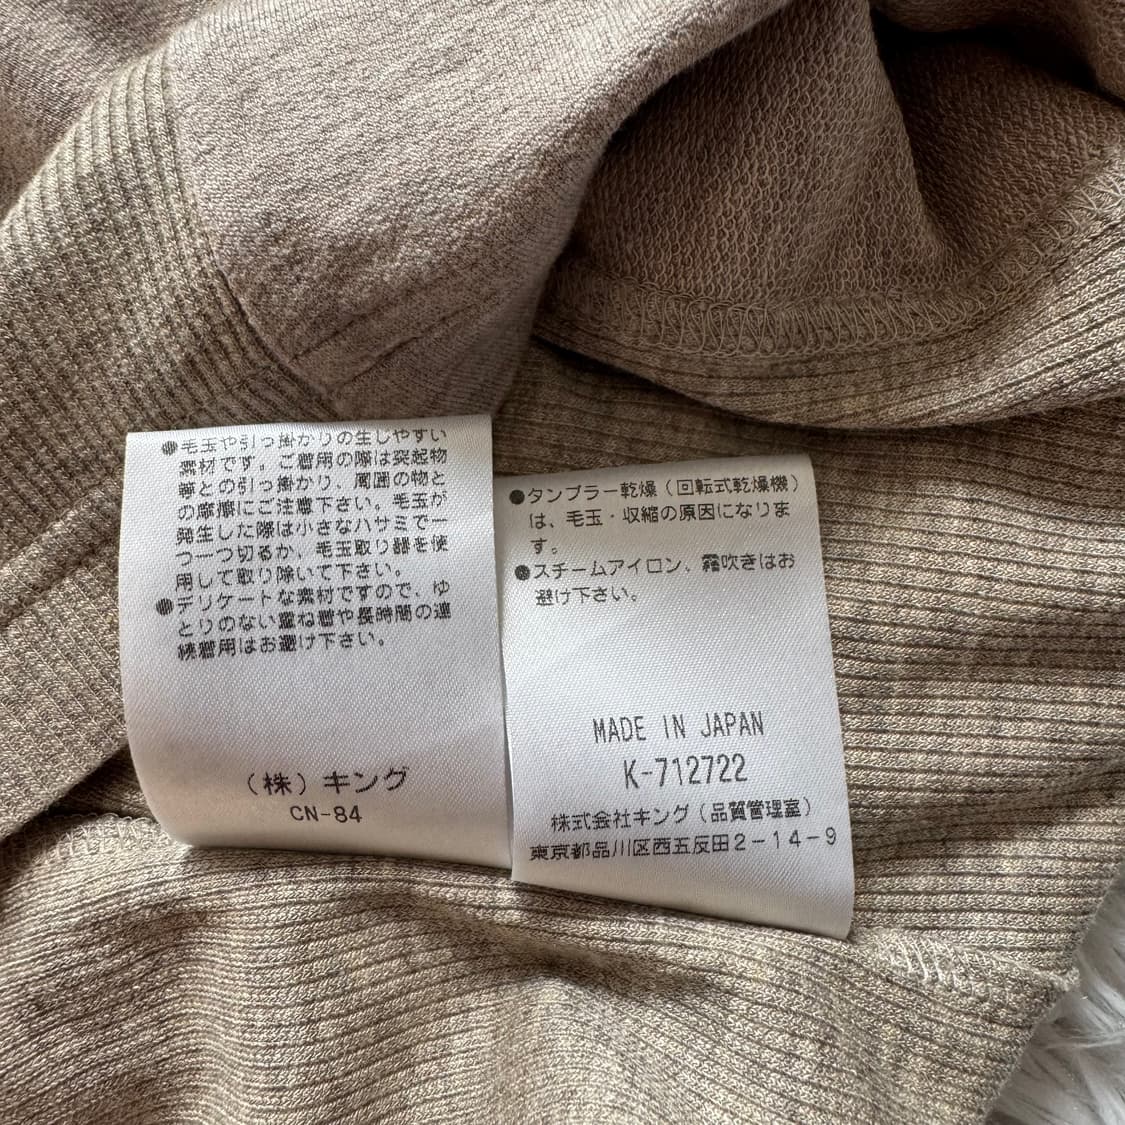 ●毛玉や引っ掛かりの生じやすい
素材です。ご着用の際は突起物
等との引っ掛かり、周囲の物と
の摩擦にご注意下さい。毛玉が
発生した際は小さなハサミで一
つ一つ切るか、毛玉取り器を使
用して取り除いて下さい。
●デリケートな素材ですので、ゆ
とりのない重ね着や長時間の連
続着用はお避け下さい。
(株)キング
CN-84
●タンブラー乾燥(回転式乾燥機)
は、毛玉・収縮の原因になりま
す。
●スチームアイロン、霧吹きはお
避け下さい。
MADE IN JAPAN
K-712722
株式会社キング(品質管理室)
東京都品川区西五反田2-14-9